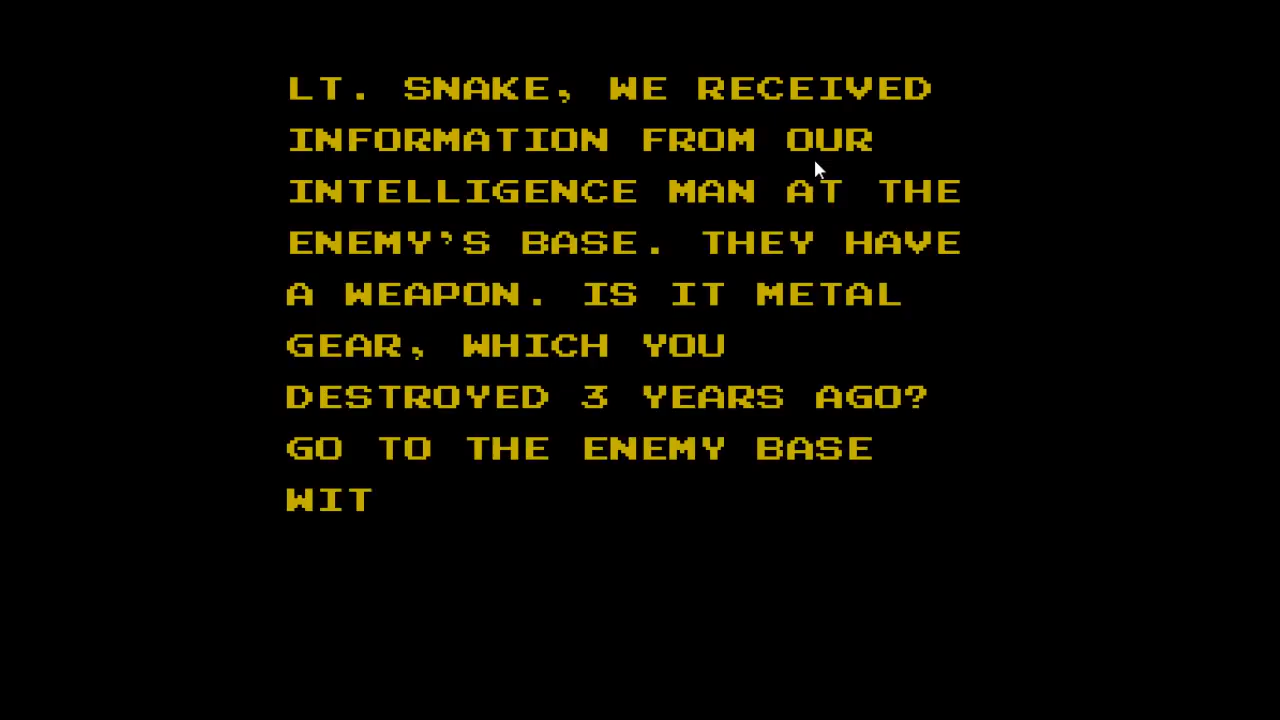 LT. SNAKE, WE RECEIVED
INFORMATION FROM OUR
INTELLIGENCE MAN AT THE
ENEMY'S BASE. THEY HAVE
A WEAPON. IS IT METAL
GEAR, WHICH YOU
DESTROYED 3 YEARS AGO?
GO TO THE ENEMY BASE
WIT